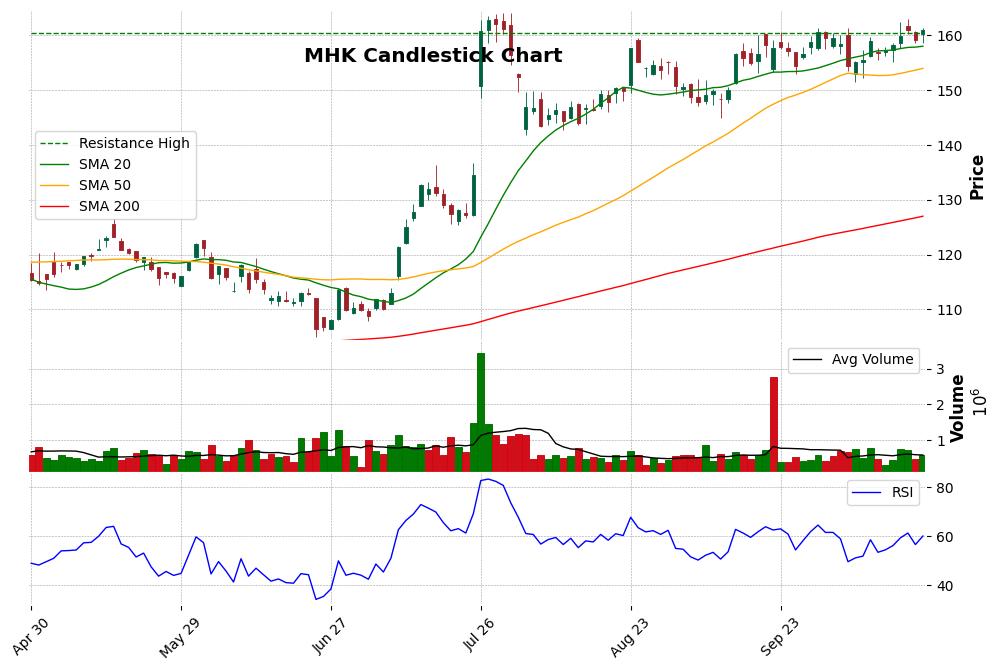 MHK Candlestick Chart
Resistance High
SMA 20
SMA 50
SMA 200
160
150
140
130
120
110
Price
Avg Volume
3
2
1
Volume
10^6
RSI
80
60
40
Apr 30
May 29
Jun 27
Jul 26
Aug 23
Sep 23